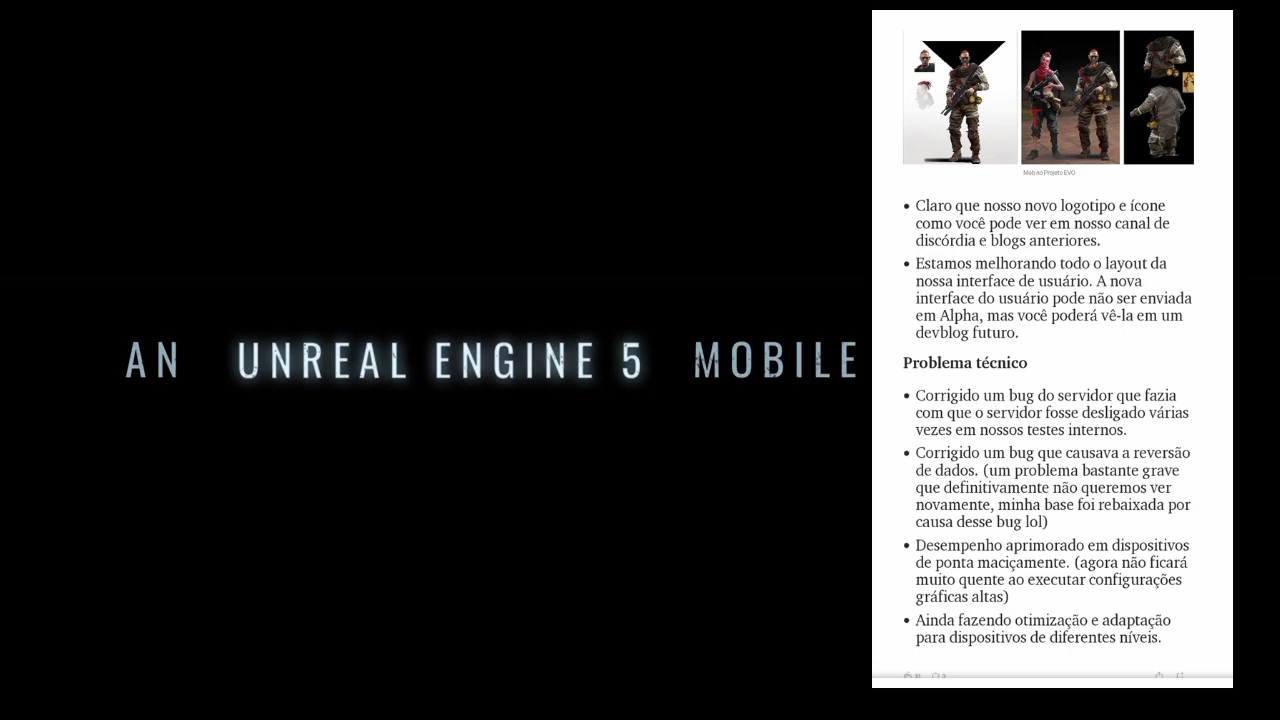 AN UNREAL ENGINE 5 MOBILE
Mob no Projeto EVO
• Claro que nosso novo logotipo e ícone
como você pode ver em nosso canal de
discórdia e blogs anteriores.
• Estamos melhorando todo o layout da
nossa interface de usuário. A nova
interface do usuário pode não ser enviada
em Alpha, mas você poderá vê-la em um
devblog futuro.
Problema técnico
• Corrigido um bug do servidor que fazia
com que o servidor fosse desligado várias
vezes em nossos testes internos.
• Corrigido um bug que causava a reversão
de dados. (um problema bastante grave
que definitivamente não queremos ver
novamente, minha base foi rebaixada por
causa desse bug lol)
• Desempenho aprimorado em dispositivos
de ponta maciçamente. (agora não ficará
muito quente ao executar configurações
gráficas altas)
• Ainda fazendo otimização e adaptação
para dispositivos de diferentes níveis.